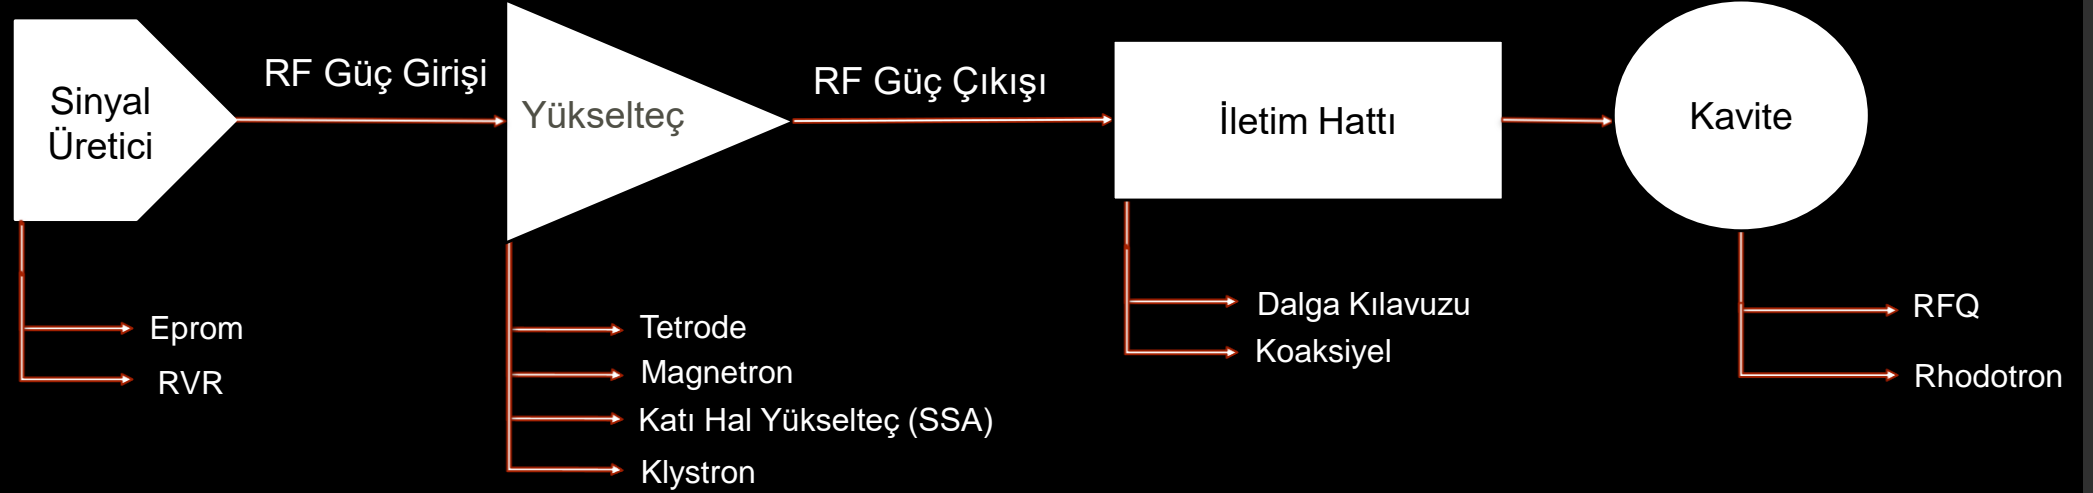 Sinyal
Üretici
RF Güç Girişi
Yükselteç
RF Güç Çıkışı
İletim Hattı
Kavite
Eprom
RVR
Tetrode
Magnetron
Katı Hal Yükselteç (SSA)
Klystron
Dalga Kılavuzu
Koaksiyel
RFQ
Rhodotron